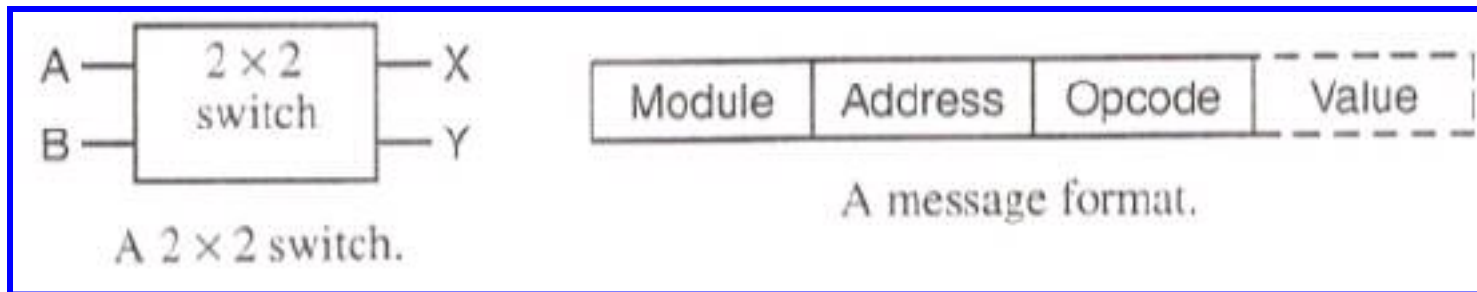 A 2 × 2 switch X
B Y
A 2 × 2 switch.
Module Address Opcode Value
A message format.